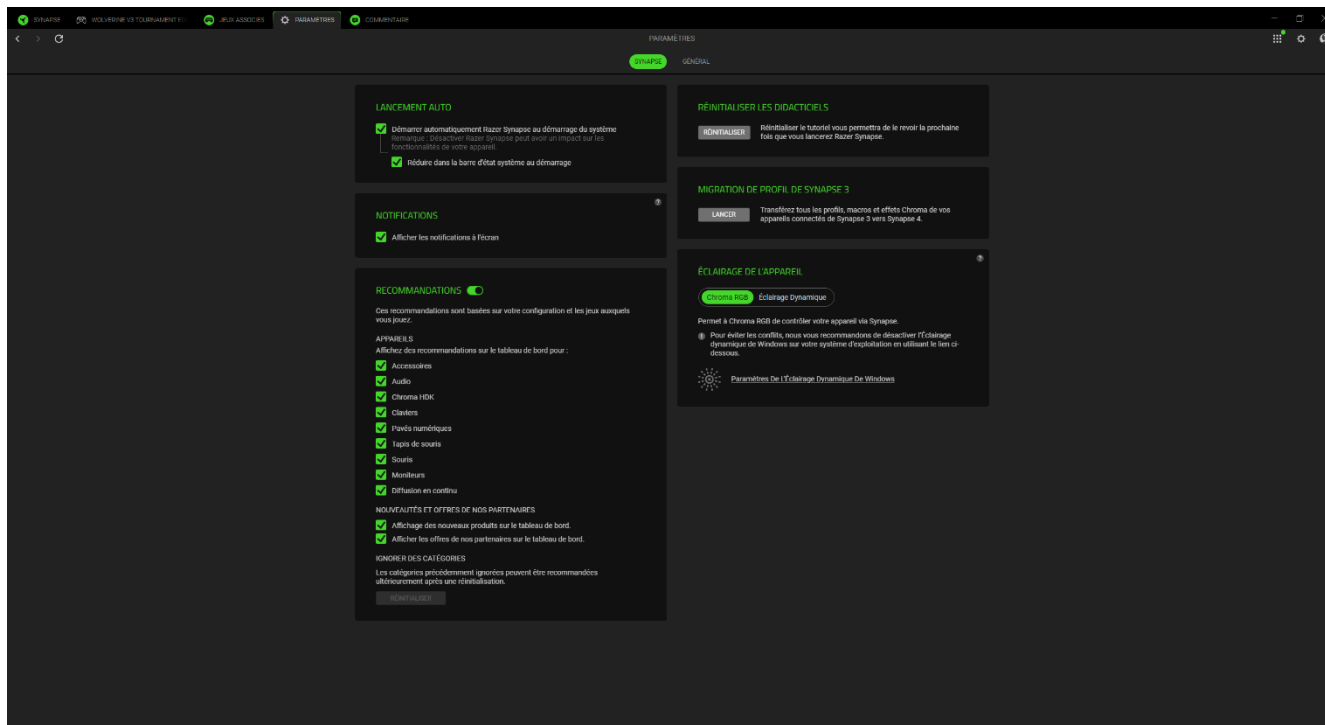 SYNAPSE
WOLVERINE V3 TOURNAMENT E
JEUX ASSOCIÉS
PARAMÈTRES
COMMENTAIRE
PARAMÈTRES
SYNAPSE
GÉNÉRAL
LANCEMENT AUTO
Démarrer automatiquement Razer Synapse au démarrage du système
Remarque : Désactiver Razer Synapse peut avoir un impact sur les
fonctionnalités de votre appareil.
Réduire dans la barre d'état système au démarrage
NOTIFICATIONS
Afficher les notifications à l'écran
RECOMMANDATIONS
Ces recommandations sont basées sur votre configuration et les jeux auxquels
vous jouez.
APPAREILS
Affichez des recommandations sur le tableau de bord pour :
Accessoires
Audio
Chroma HDK
Claviers
Pavés numériques
Tapis de souris
Souris
Moniteurs
Diffusion en continu
NOUVEAUTÉS ET OFFRES DE NOS PARTENAIRES
Affichage des nouveaux produits sur le tableau de bord.
Afficher les offres de nos partenaires sur le tableau de bord.
IGNORER DES CATÉGORIES
Les catégories précédemment ignorées peuvent être recommandées
ultérieurement après une réinitialisation.
RÉINITIALISER
RÉINITIALISER LES DIDACTICIELS
RÉINITIALISER
Réinitialiser le tutoriel vous permettra de le revoir la prochaine
fois que vous lancerez Razer Synapse.
MIGRATION DE PROFIL DE SYNAPSE 3
LANCER
Transférez tous les profils, macros et effets Chroma de vos
appareils connectés de Synapse 3 vers Synapse 4.
ÉCLAIRAGE DE L'APPAREIL
Chroma RGB
Éclairage Dynamique
Permet à Chroma RGB de contrôler votre appareil via Synapse.
Pour éviter les conflits, nous vous recommandons de désactiver l'Éclairage
dynamique de Windows sur votre système d'exploitation en utilisant le lien ci-
dessous.
Paramètres De L'Éclairage Dynamique De Windows